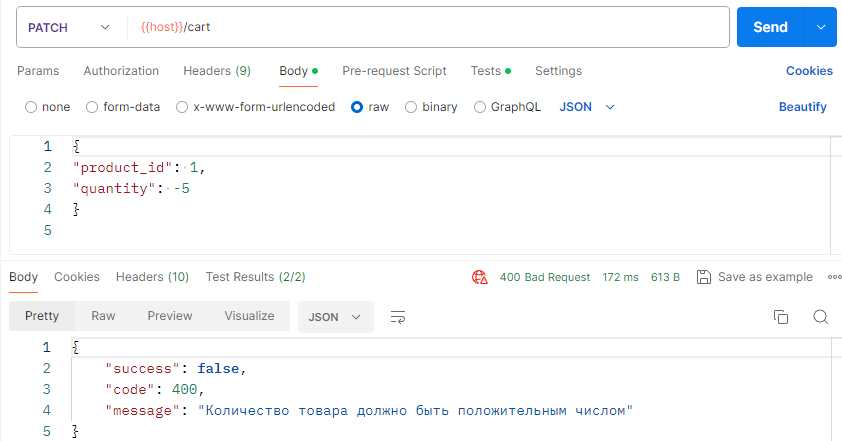 PATCH {{host}}/cart Send
Params Authorization Headers (9) Body Pre-request Script Tests Settings Cookies
none form-data x-www-form-urlencoded raw binary GraphQL JSON Beautify
1 {
2 "product_id": 1,
3 "quantity": -5
4 }
5
Body Cookies Headers (10) Test Results (2/2) 400 Bad Request 172 ms 613 B Save as example
Pretty Raw Preview Visualize JSON
1 {
2 "success": false,
3 "code": 400,
4 "message": "Количество товара должно быть положительным числом"
5 }